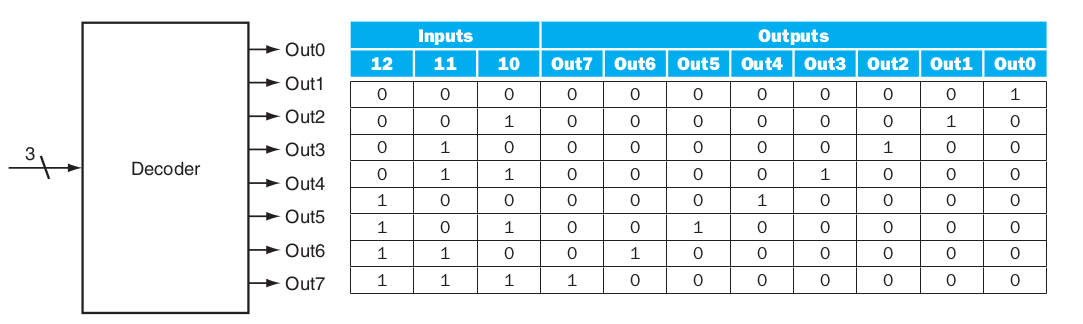 3
Decoder
Out0
Out1
Out2
Out3
Out4
Out5
Out6
Out7
Inputs Outputs
12 11 10 Out7 Out6 Out5 Out4 Out3 Out2 Out1 Out0
0 0 0 0 0 0 0 0 0 0 1
0 0 1 0 0 0 0 0 0 1 0
0 1 0 0 0 0 0 0 1 0 0
0 1 1 0 0 0 0 1 0 0 0
1 0 0 0 0 0 1 0 0 0 0
1 0 1 0 0 1 0 0 0 0 0
1 1 0 0 1 0 0 0 0 0 0
1 1 1 1 0 0 0 0 0 0 0